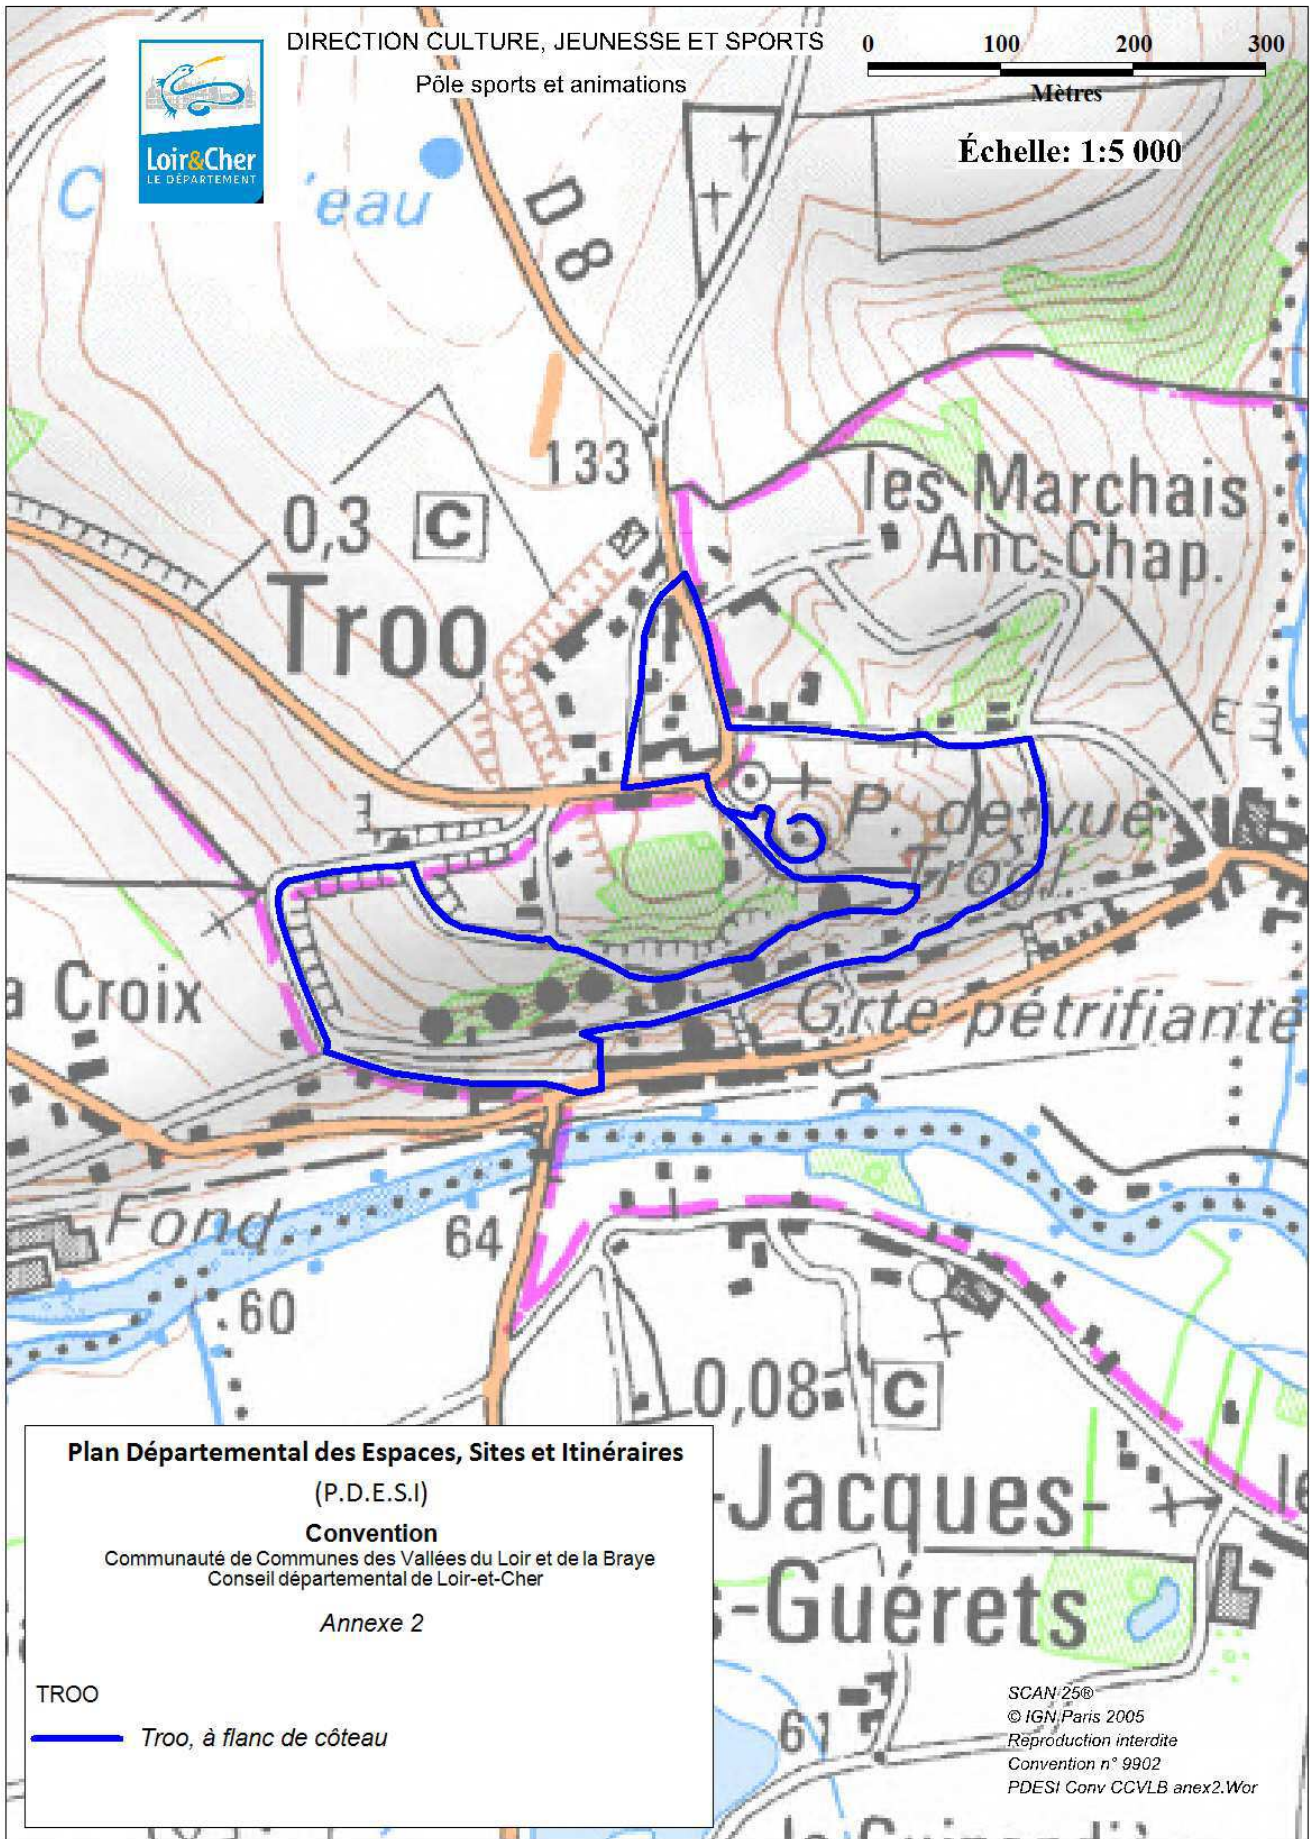 DIRECTION CULTURE, JEUNESSE ET SPORTS
Pôle sports et animations
0 100 200 300
Mètres
Échelle: 1:5 000
Loir&Cher
LE DÉPARTEMENT
C
'eau
D 8
133
les Marchais
Anc. Chap.
0,3 C
Troo
P. de vue
Trogl.
a Croix
Grte pétrifiante
Fond
64
60
0,08 C
-Jacques-
s-Guérets
le
61
Plan Départemental des Espaces, Sites et Itinéraires
(P.D.E.S.I)
Convention
Communauté de Communes des Vallées du Loir et de la Braye
Conseil départemental de Loir-et-Cher
Annexe 2
TROO
Troo, à flanc de côteau
SCAN 25®
© IGN Paris 2005
Reproduction interdite
Convention n° 9902
PDESI Conv CCVLB anex2.Wor